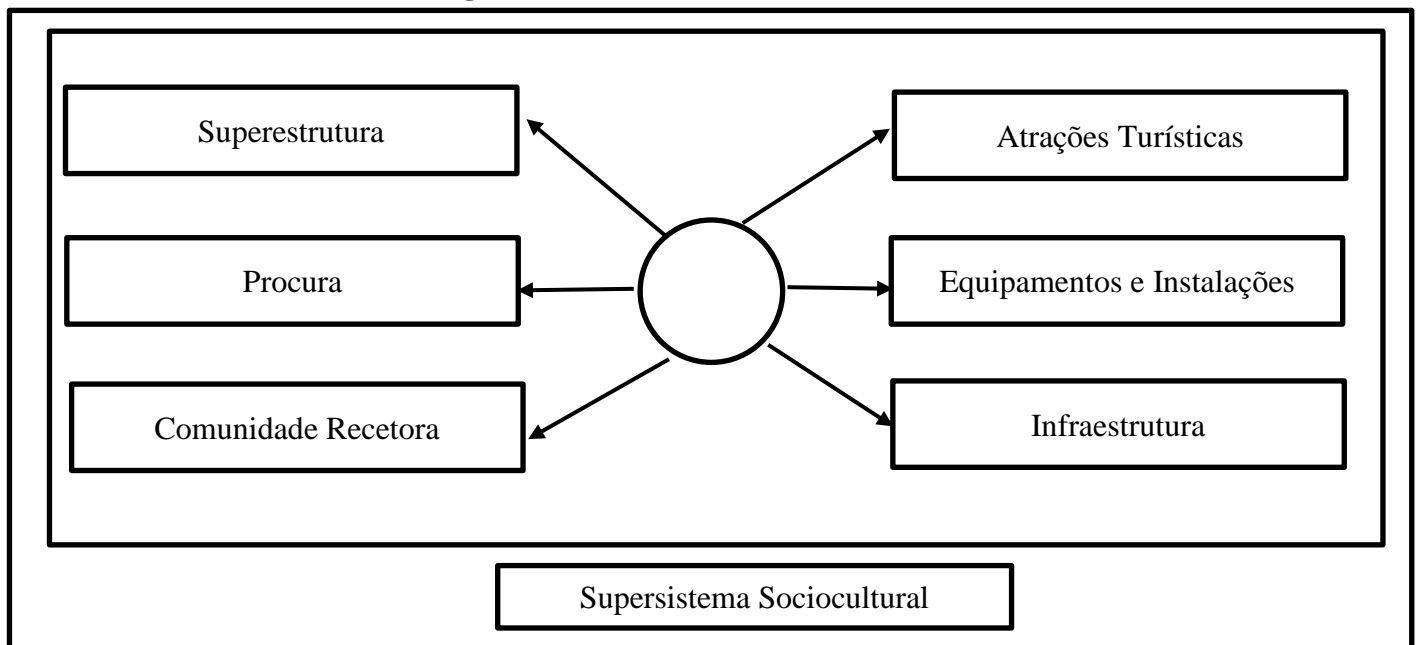 Superestrutura
Atrações Turísticas
Procura
Equipamentos e Instalações
Comunidade Recetora
Infraestrutura
Supersistema Sociocultural